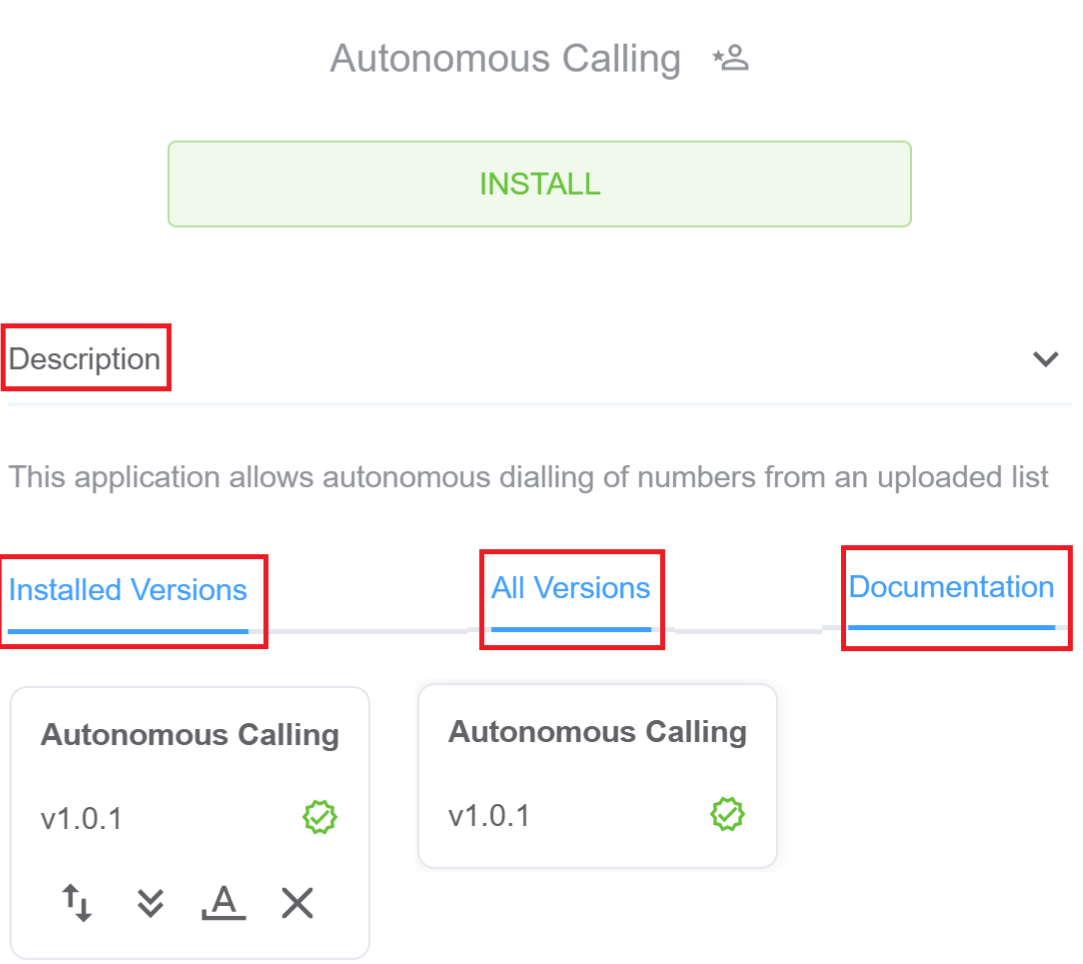 Autonomous Calling
INSTALL
Description
This application allows autonomous dialling of numbers from an uploaded list
Installed Versions All Versions Documentation
Autonomous Calling Autonomous Calling
v1.0.1 v1.0.1
A